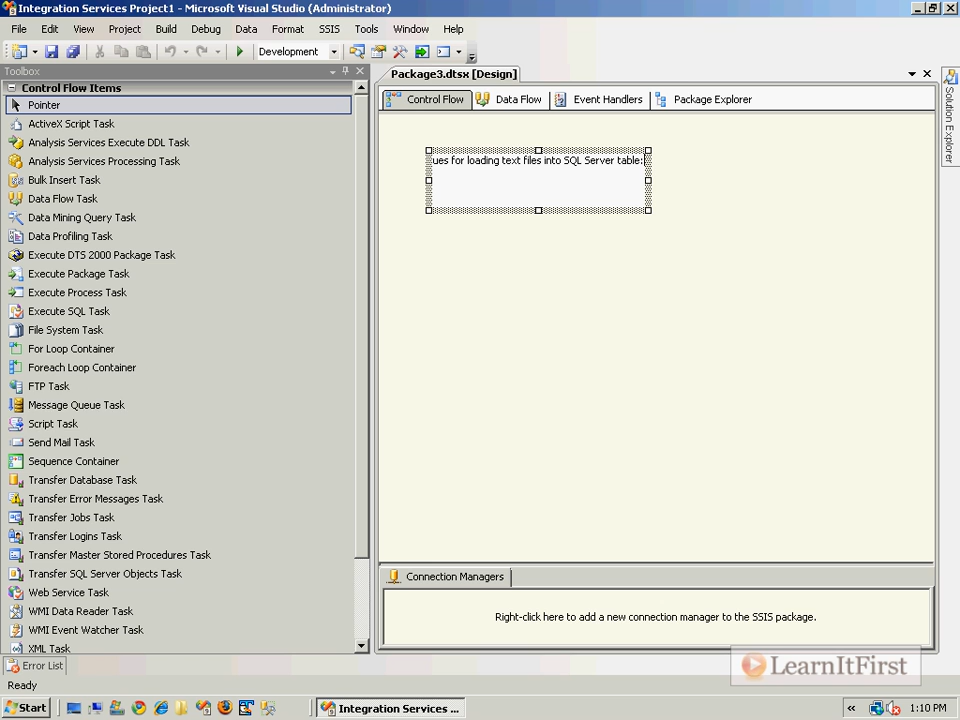 Integration Services Project1 - Microsoft Visual Studio (Administrator)
File Edit View Project Build Debug Data Format SSIS Tools Window Help
Development
Toolbox
Control Flow Items
Pointer
ActiveX Script Task
Analysis Services Execute DDL Task
Analysis Services Processing Task
Bulk Insert Task
Data Flow Task
Data Mining Query Task
Data Profiling Task
Execute DTS 2000 Package Task
Execute Package Task
Execute Process Task
Execute SQL Task
File System Task
For Loop Container
Foreach Loop Container
FTP Task
Message Queue Task
Script Task
Send Mail Task
Sequence Container
Transfer Database Task
Transfer Error Messages Task
Transfer Jobs Task
Transfer Logins Task
Transfer Master Stored Procedures Task
Transfer SQL Server Objects Task
Web Service Task
WMI Data Reader Task
WMI Event Watcher Task
XML Task
Package3.dtsx [Design]
Control Flow Data Flow Event Handlers Package Explorer
ues for loading text files into SQL Server table:
Connection Managers
Right-click here to add a new connection manager to the SSIS package.
Solution Explorer
LearnItFirst
Error List
Ready
Start
Integration Services ...
1:10 PM